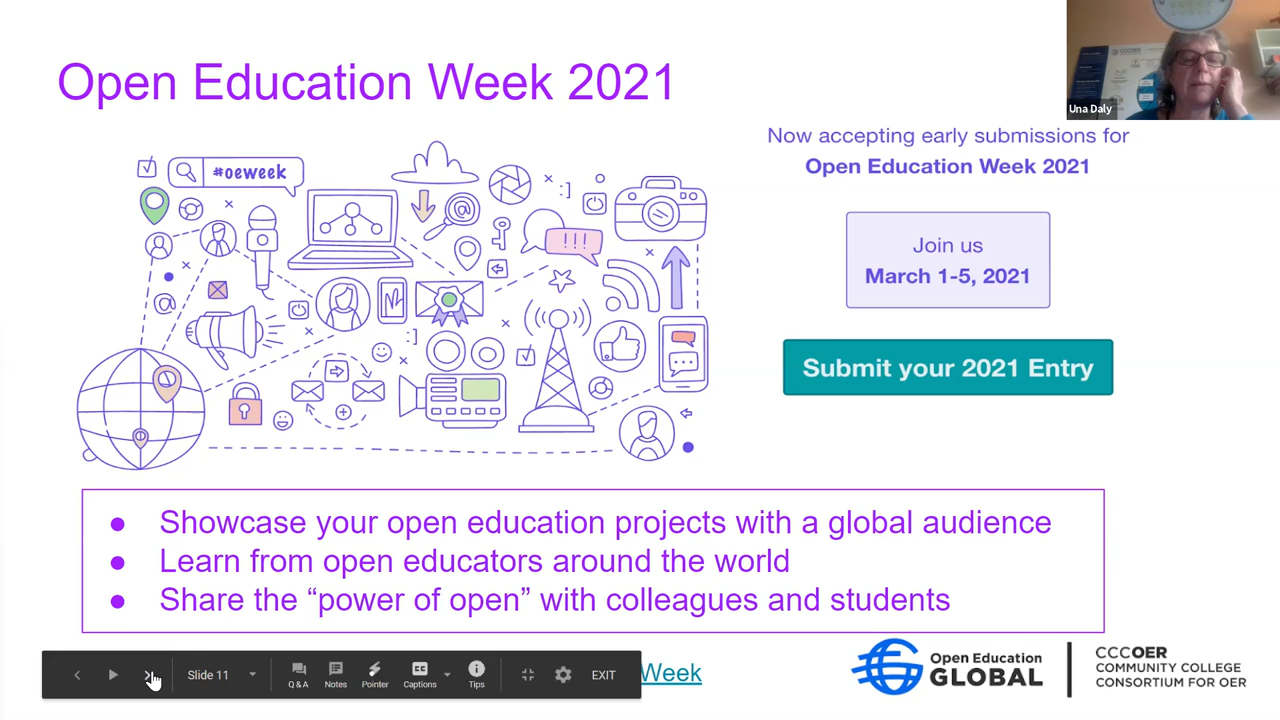 Open Education Week 2021
Una Daly
CCCOER
Now accepting early submissions for
Open Education Week 2021
#oeweek
@
!!!
:]
Join us
March 1-5, 2021
@
:]
Submit your 2021 Entry
● Showcase your open education projects with a global audience
● Learn from open educators around the world
● Share the “power of open” with colleagues and students
Slide 11
Q & A
Notes
Pointer
Captions
Tips
EXIT
Week
Open Education
GLOBAL
CCCOER
COMMUNITY COLLEGE
CONSORTIUM FOR OER